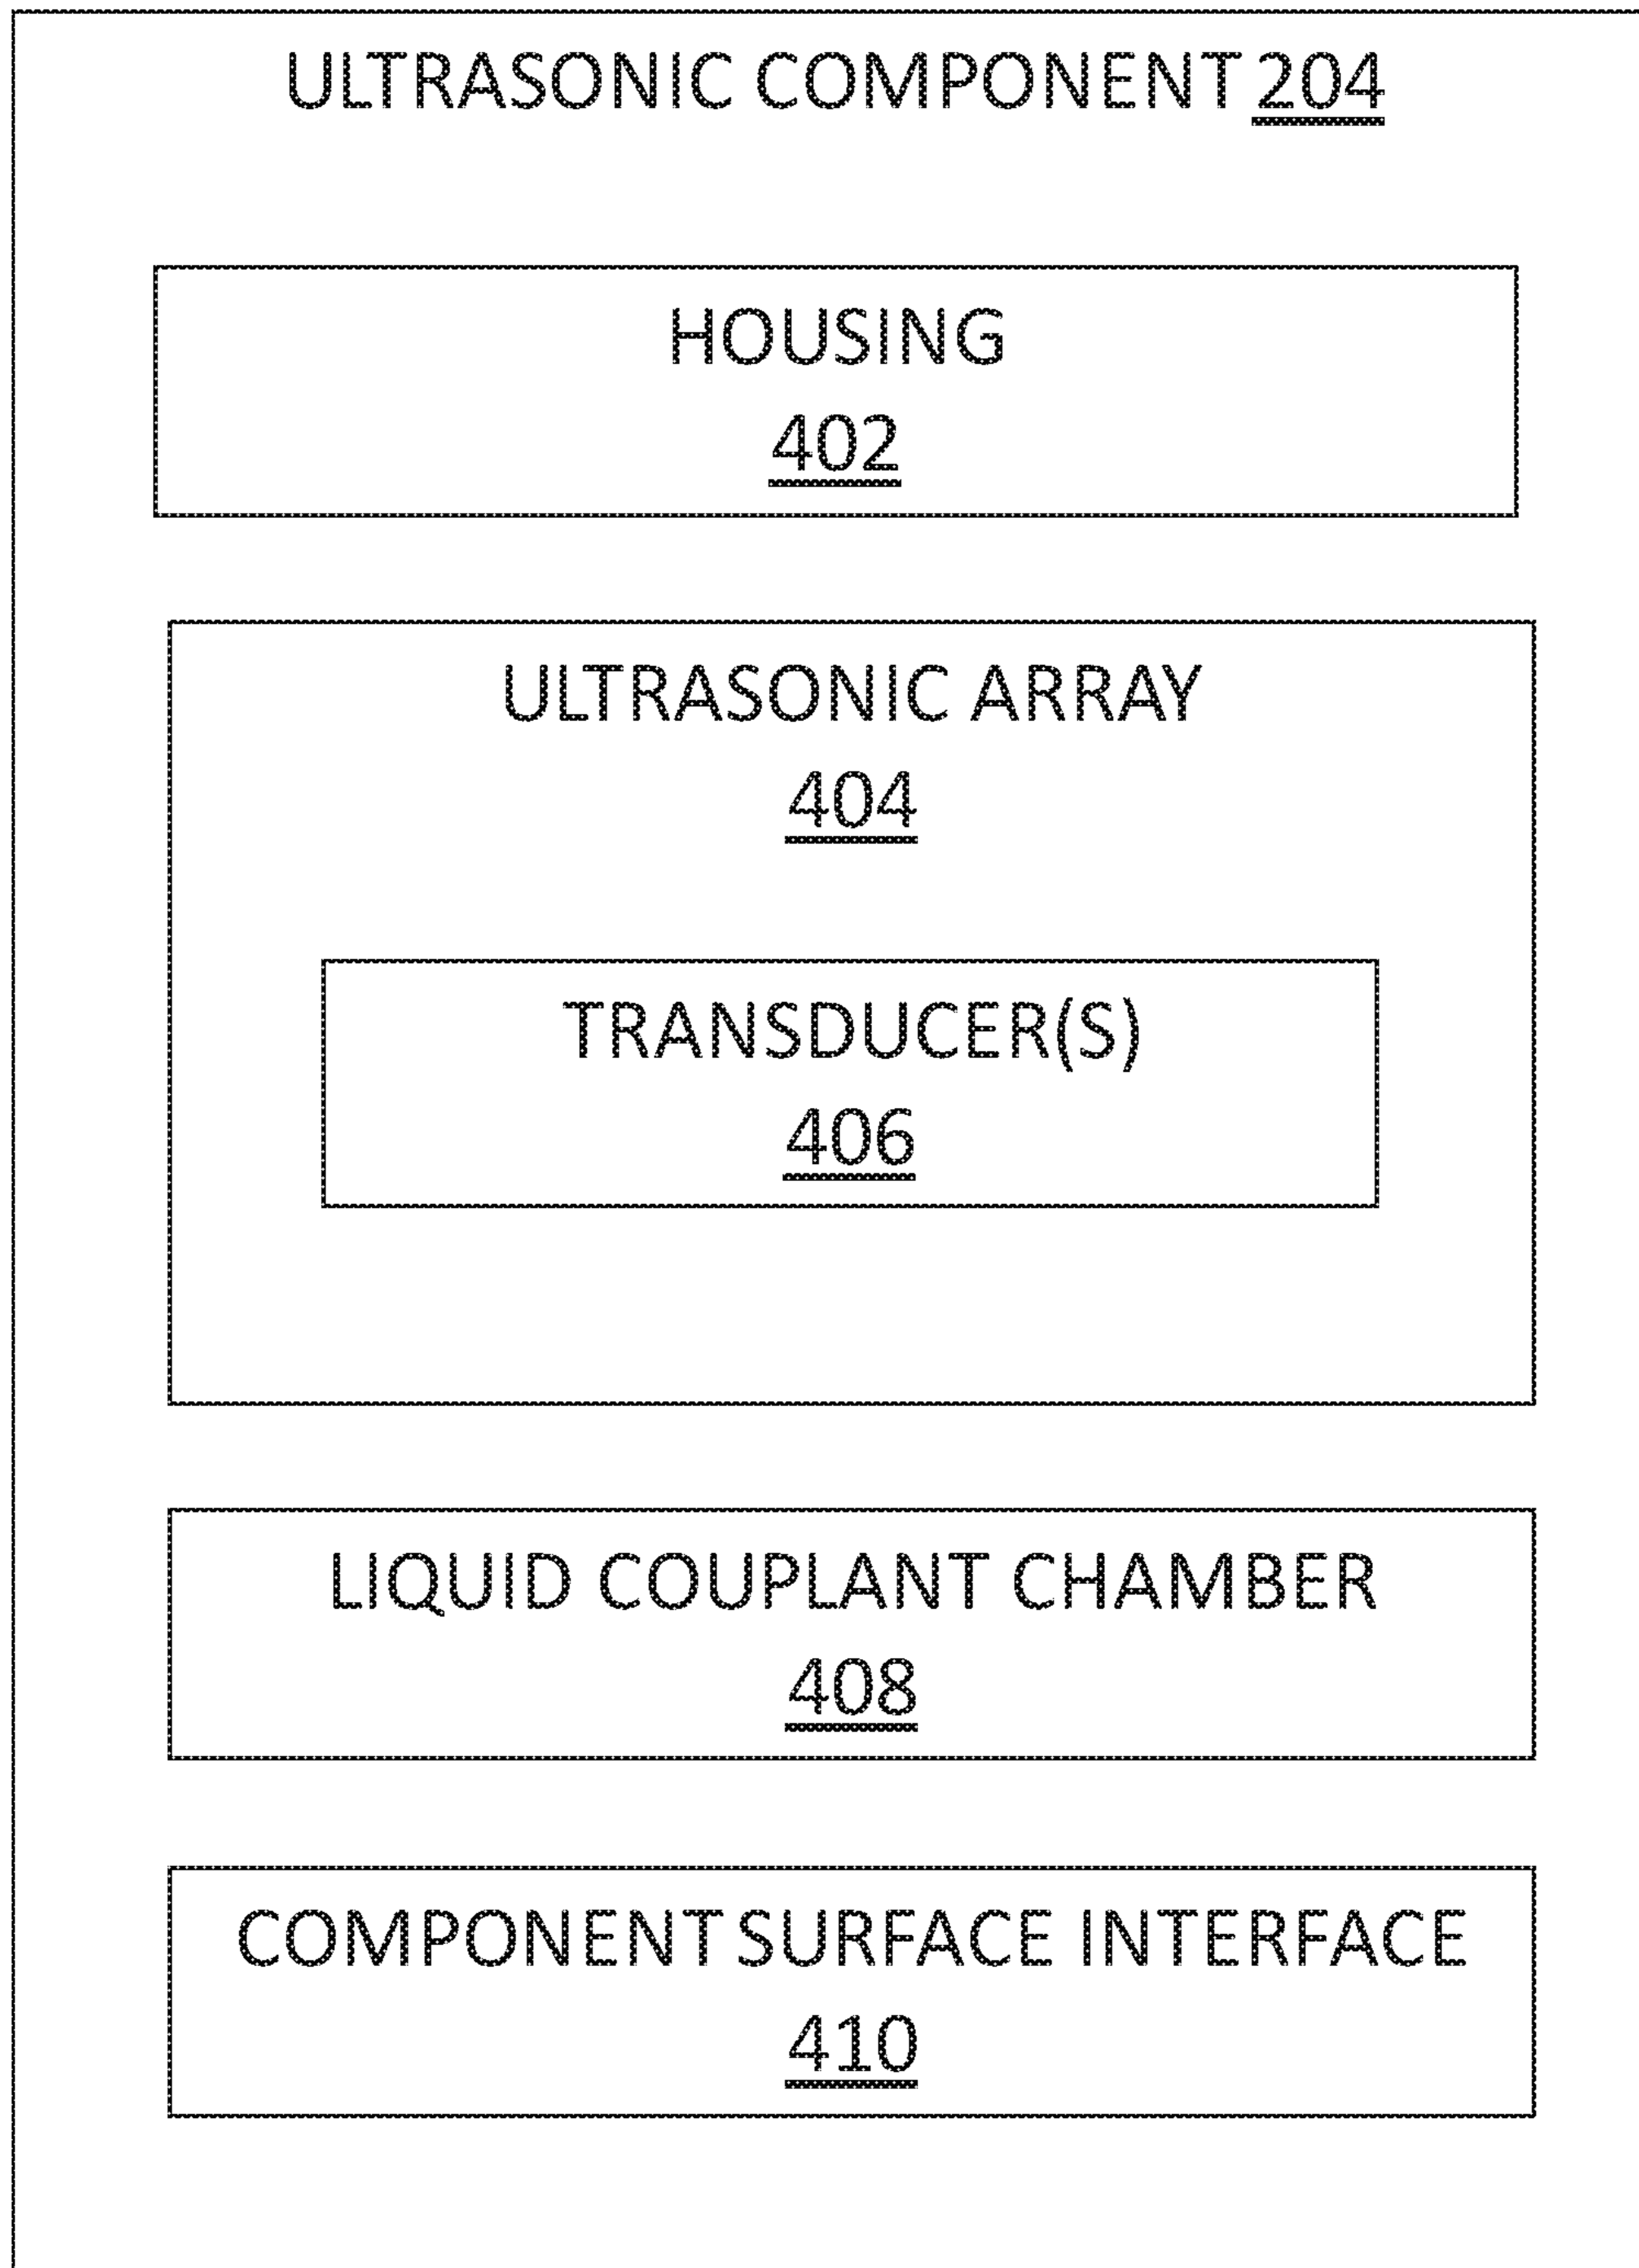 ULTRASONIC COMPONENT 204
HOUSING
402
ULTRASONIC ARRAY
404
TRANSDUCER(S)
406
LIQUID COUPLANT CHAMBER
408
COMPONENT SURFACE INTERFACE
410